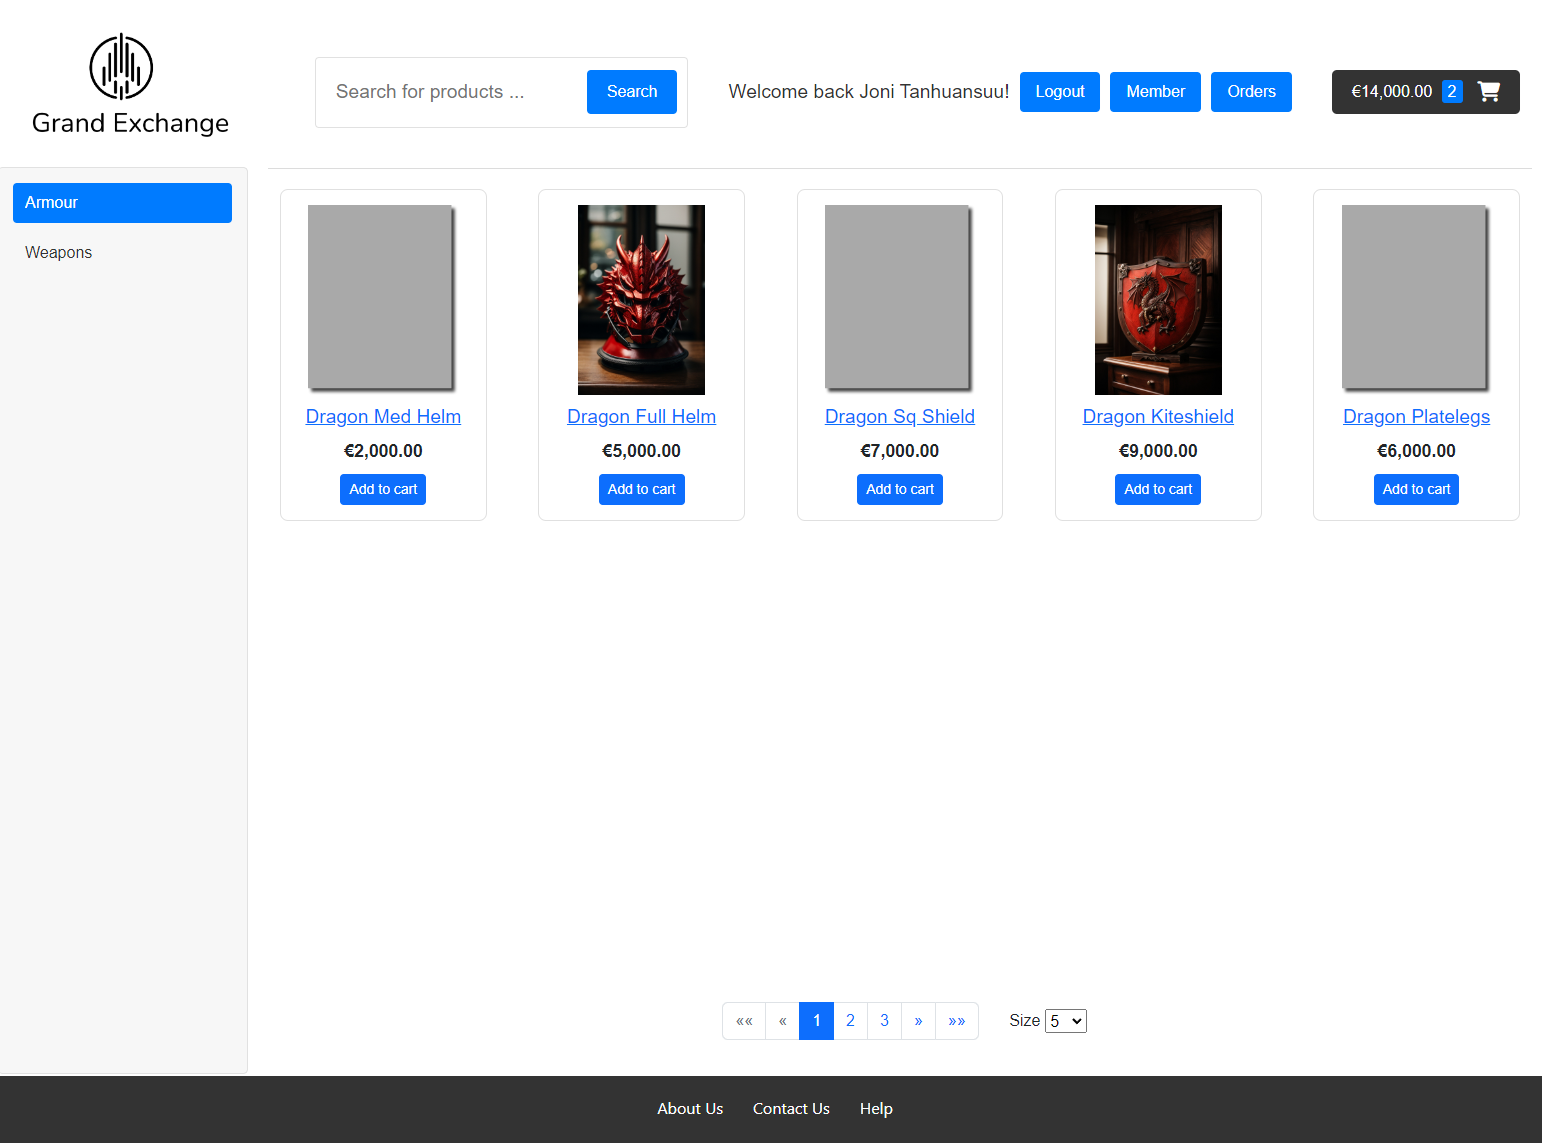 Grand Exchange
Search for products ...
Search
Welcome back Joni Tanhuansuu!
Logout
Member
Orders
€14,000.00 2
Armour
Weapons
Dragon Med Helm
€2,000.00
Add to cart
Dragon Full Helm
€5,000.00
Add to cart
Dragon Sq Shield
€7,000.00
Add to cart
Dragon Kiteshield
€9,000.00
Add to cart
Dragon Platelegs
€6,000.00
Add to cart
«« « 1 2 3 » »»
Size 5
About Us
Contact Us
Help